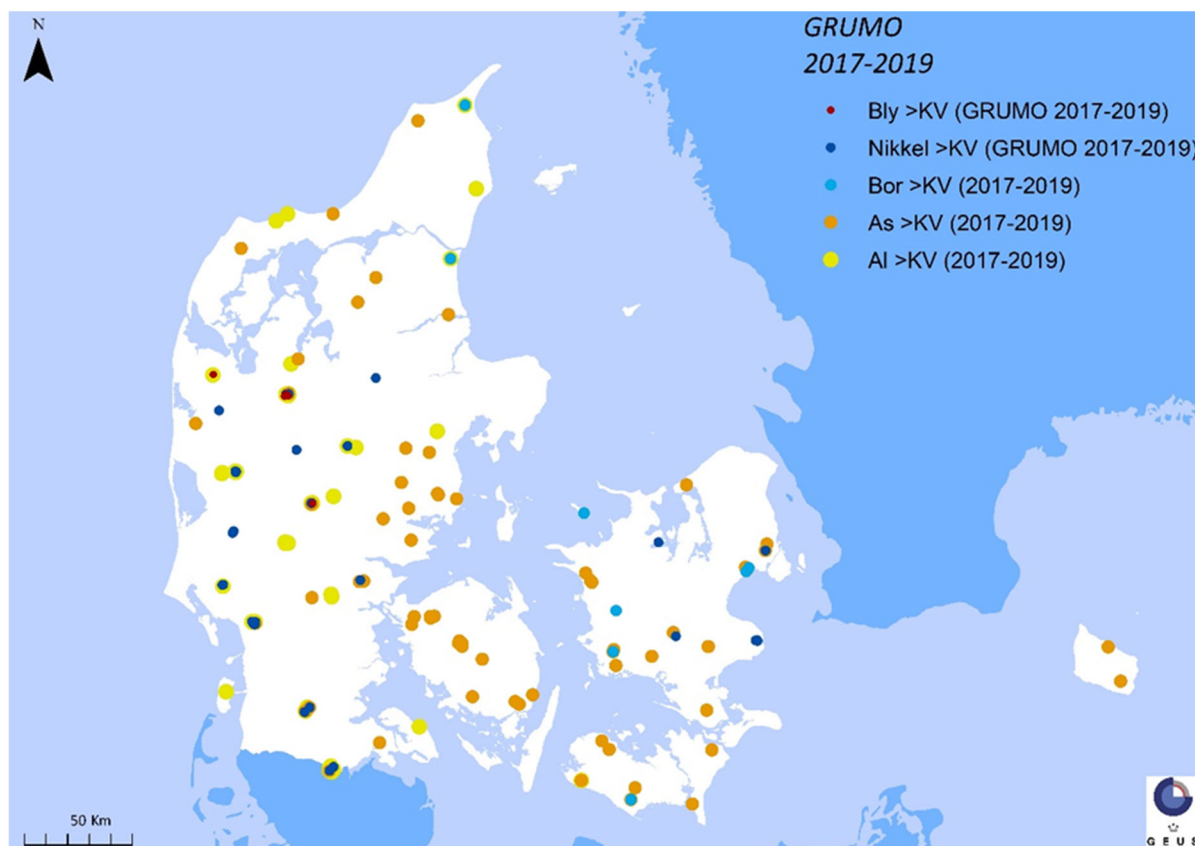 N
GRUMO
2017-2019
Bly >KV (GRUMO 2017-2019)
Nikkel >KV (GRUMO 2017-2019)
Bor >KV (2017-2019)
As >KV (2017-2019)
Al >KV (2017-2019)
50 Km
G E U S